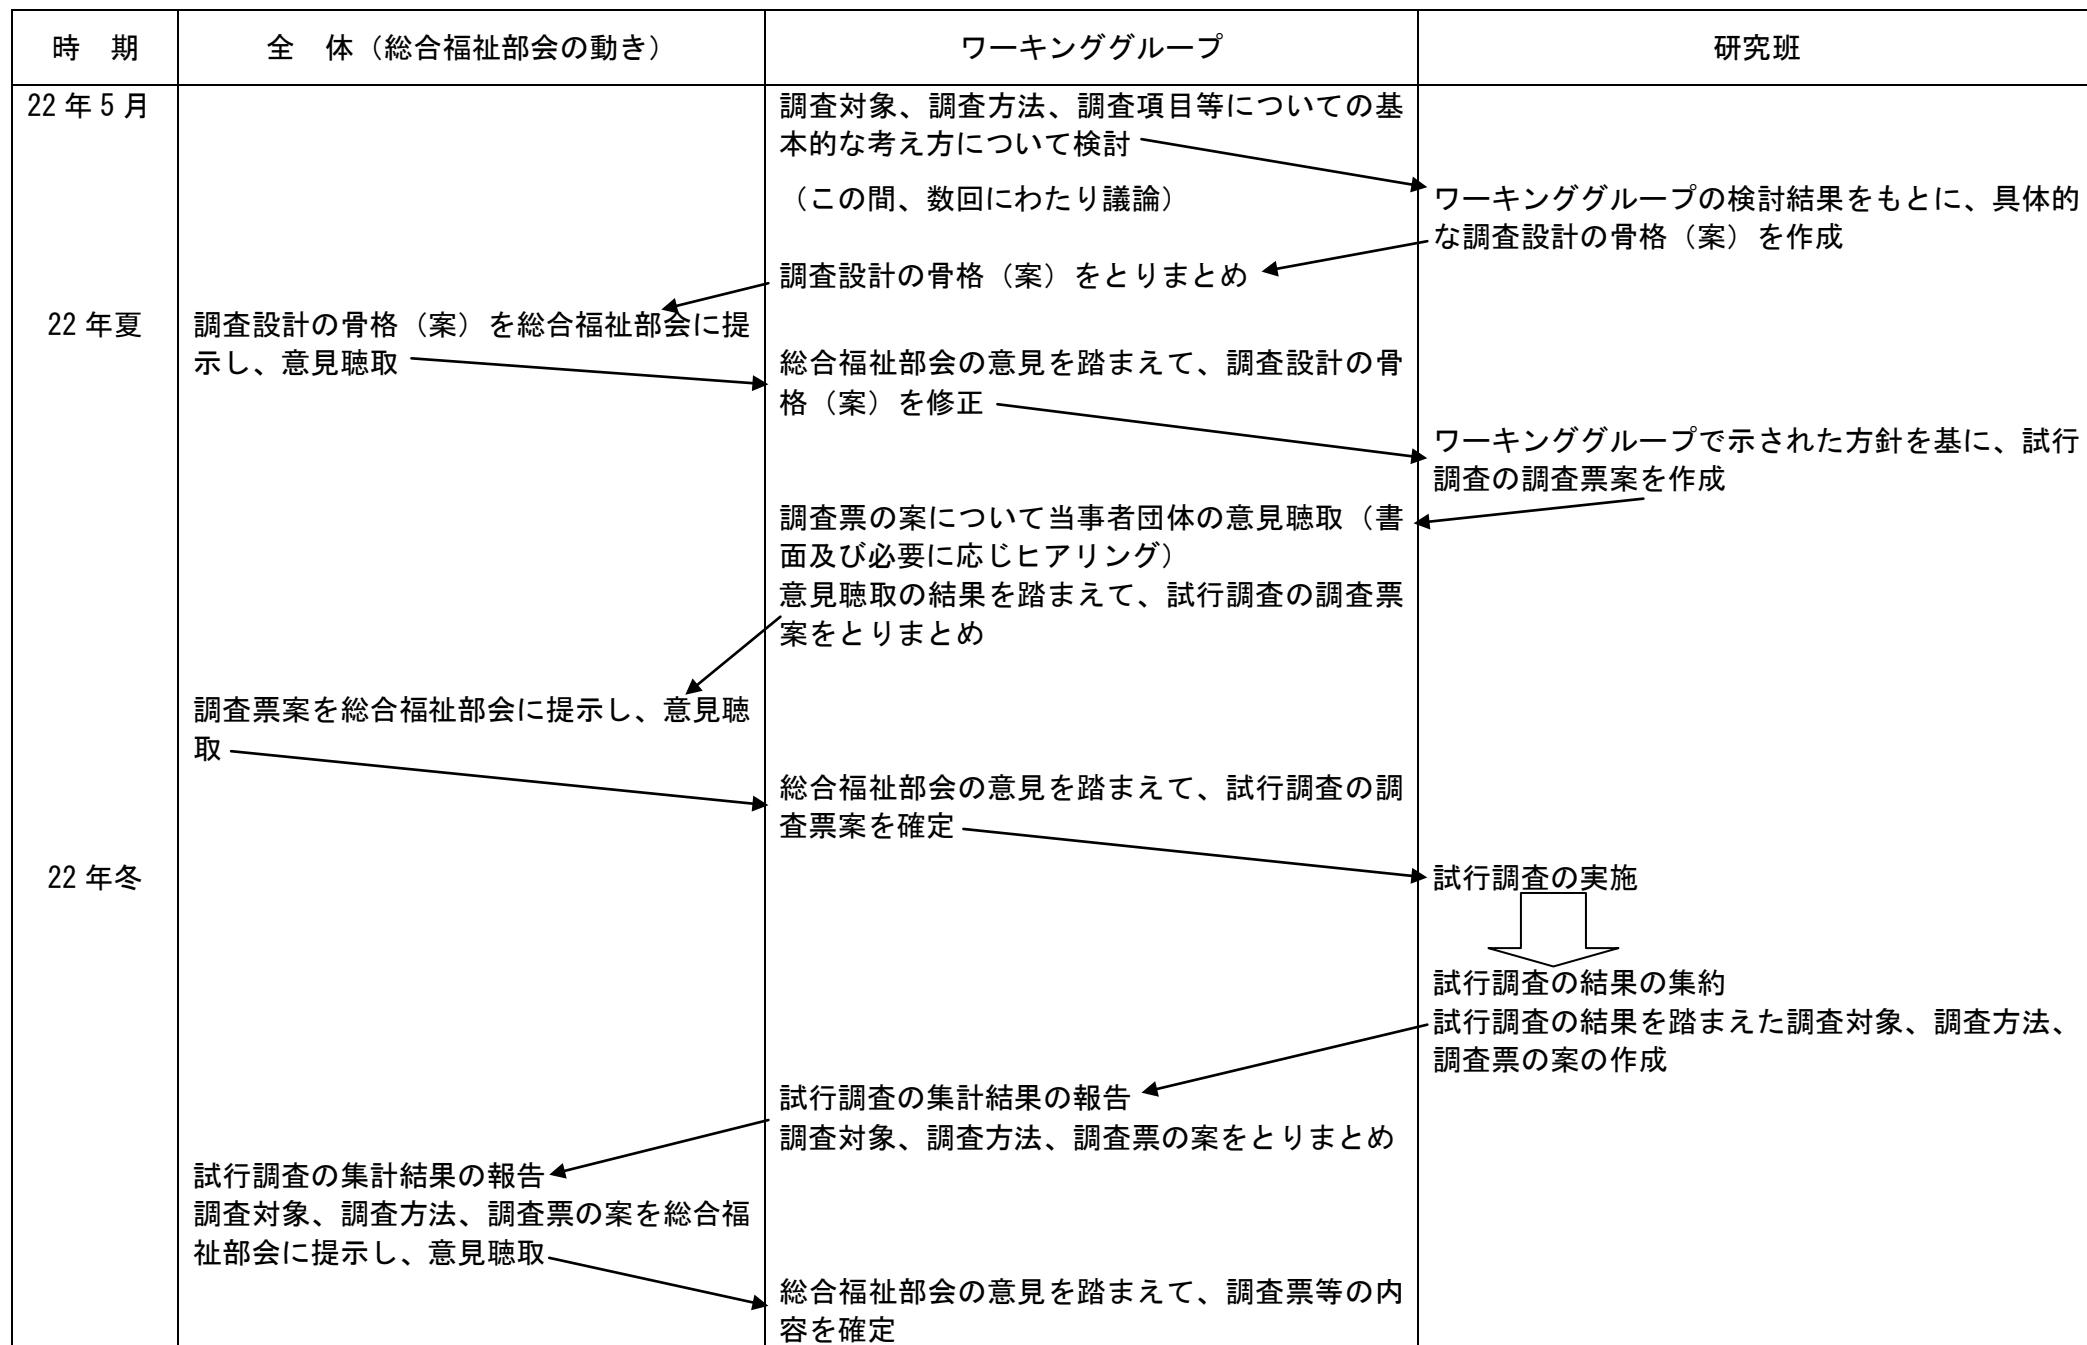 時　期
全　体（総合福祉部会の動き）
ワーキンググループ
研究班
22年5月
調査対象、調査方法、調査項目等についての基
本的な考え方について検討
（この間、数回にわたり議論）
ワーキンググループの検討結果をもとに、具体的
な調査設計の骨格（案）を作成
調査設計の骨格（案）をとりまとめ
22年夏
調査設計の骨格（案）を総合福祉部会に提
示し、意見聴取
総合福祉部会の意見を踏まえて、調査設計の骨
格（案）を修正
ワーキンググループで示された方針を基に、試行
調査の調査票案を作成
調査票の案について当事者団体の意見聴取（書
面及び必要に応じヒアリング）
意見聴取の結果を踏まえて、試行調査の調査票
案をとりまとめ
調査票案を総合福祉部会に提示し、意見聴
取
総合福祉部会の意見を踏まえて、試行調査の調
査票案を確定
22年冬
試行調査の実施
試行調査の結果の集約
試行調査の結果を踏まえた調査対象、調査方法、
調査票の案の作成
試行調査の集計結果の報告
調査対象、調査方法、調査票の案をとりまとめ
試行調査の集計結果の報告
調査対象、調査方法、調査票の案を総合福
祉部会に提示し、意見聴取
総合福祉部会の意見を踏まえて、調査票等の内
容を確定